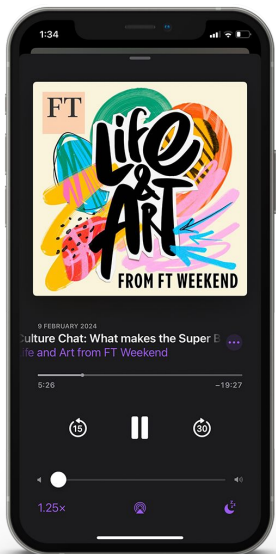 1:34
FT
Life
&
ART
FROM FT WEEKEND
9 FEBRUARY 2024
Culture Chat: What makes the Super B
ife and Art from FT Weekend
5:26
-19:27
15
30
1.25×
zz